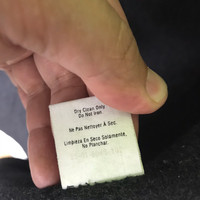 Dry Clean Only
Do Not Iron.
Ne Pas Nettoyer À Sec.
Limpieza En Seco Solamente,
No Planchar.